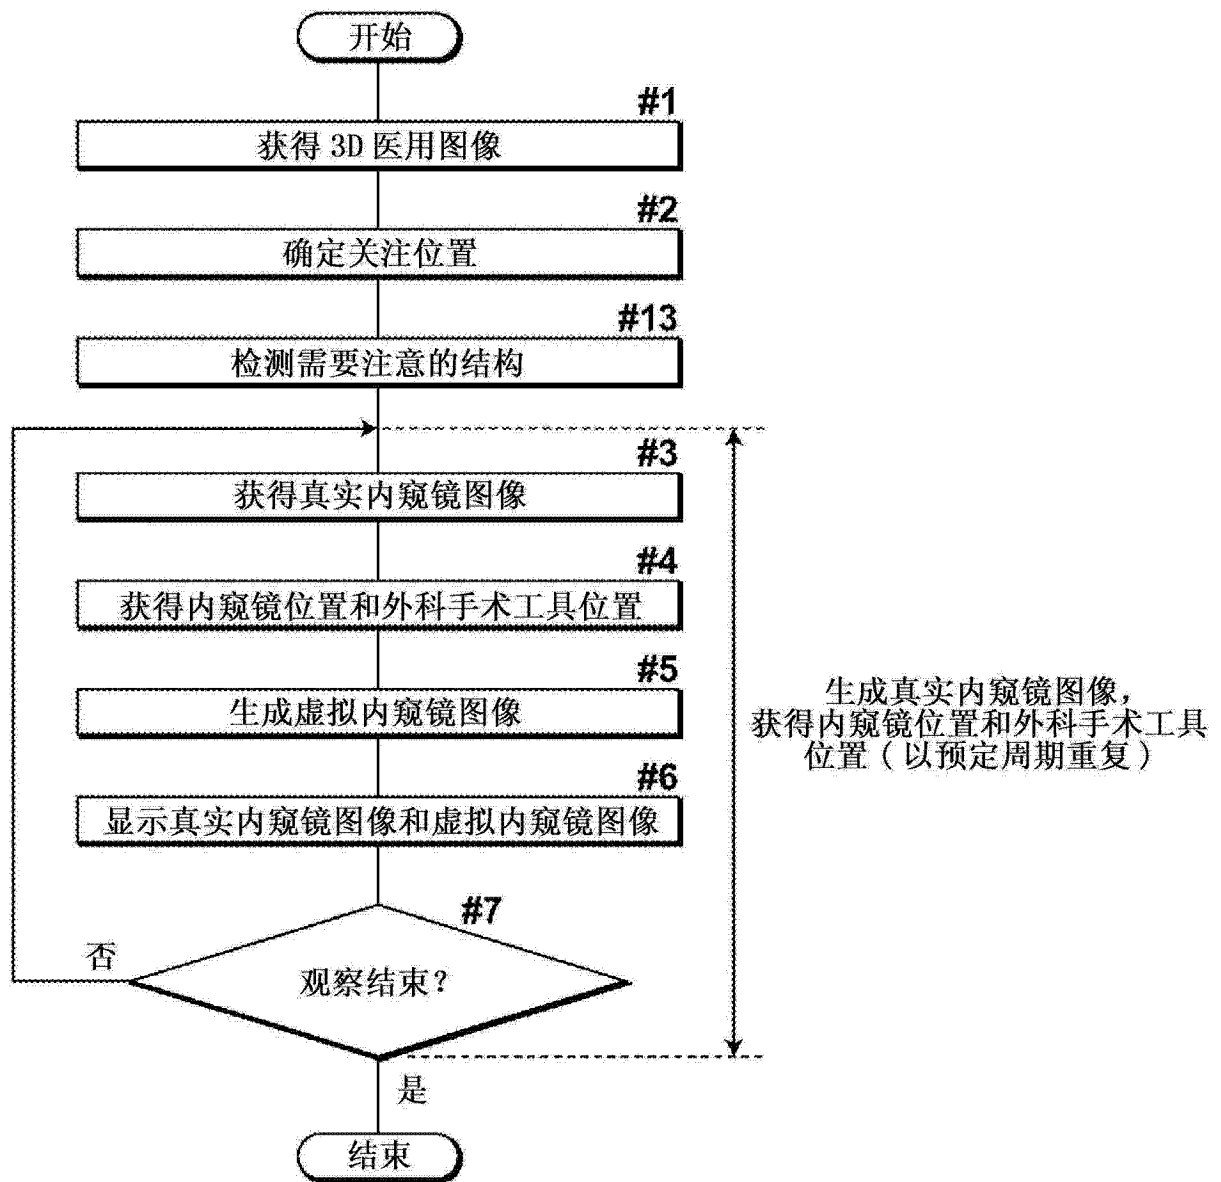 开始
#1
获得 3D 医用图像
#2
确定关注位置
#13
检测需要注意的结构
#3
获得真实内窥镜图像
#4
获得内窥镜位置和外科手术工具位置
#5
生成虚拟内窥镜图像
#6
显示真实内窥镜图像和虚拟内窥镜图像
#7
观察结束?
否
是
结束
生成真实内窥镜图像，
获得内窥镜位置和外科手术工具
位置 ( 以预定周期重复 )